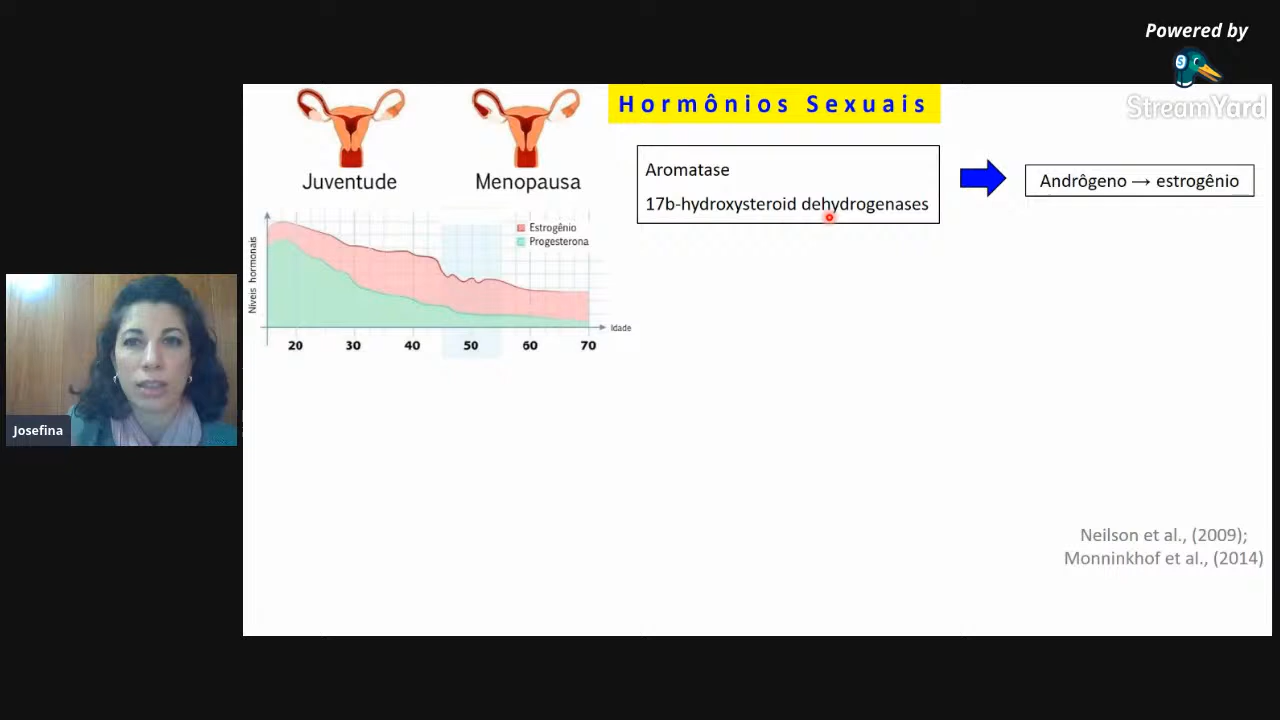 Powered by
StreamYard
Hormônios Sexuais
Juventude
Menopausa
Aromatase
17b-hydroxysteroid dehydrogenases
Andrôgeno → estrogênio
Níveis hormonais
Estrogênio
Progesterona
Idade
20 30 40 50 60 70
Josefina
Neilson et al., (2009);
Monninkhof et al., (2014)